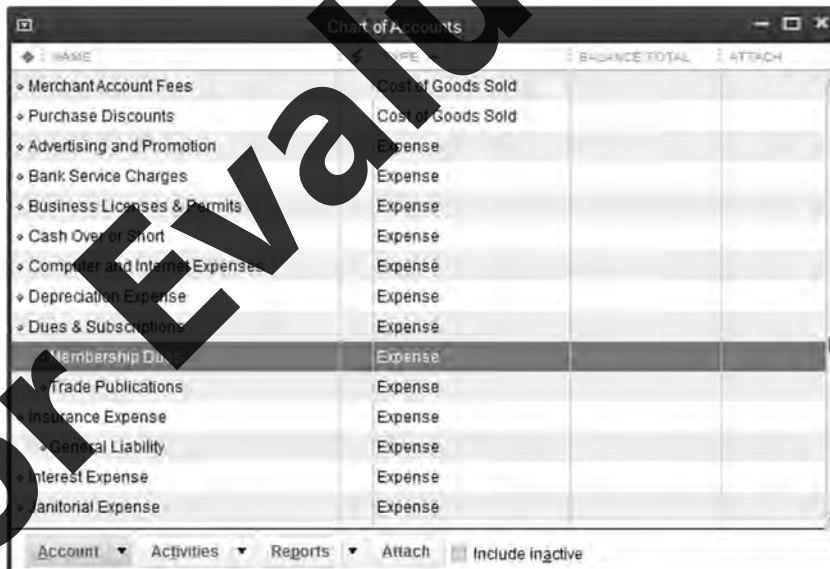 Chart of Accounts
NAME TYPE BALANCE TOTAL ATTACH
Merchant Account Fees Cost of Goods Sold
Purchase Discounts Cost of Goods Sold
Advertising and Promotion Expense
Bank Service Charges Expense
Business Licenses & Permits Expense
Cash Over or Short Expense
Computer and Internet Expenses Expense
Depreciation Expense Expense
Dues & Subscriptions Expense
Membership Dues Expense
Trade Publications Expense
Insurance Expense Expense
General Liability Expense
Interest Expense Expense
Janitorial Expense Expense
Account Activities Reports Attach Include inactive
or Evalu